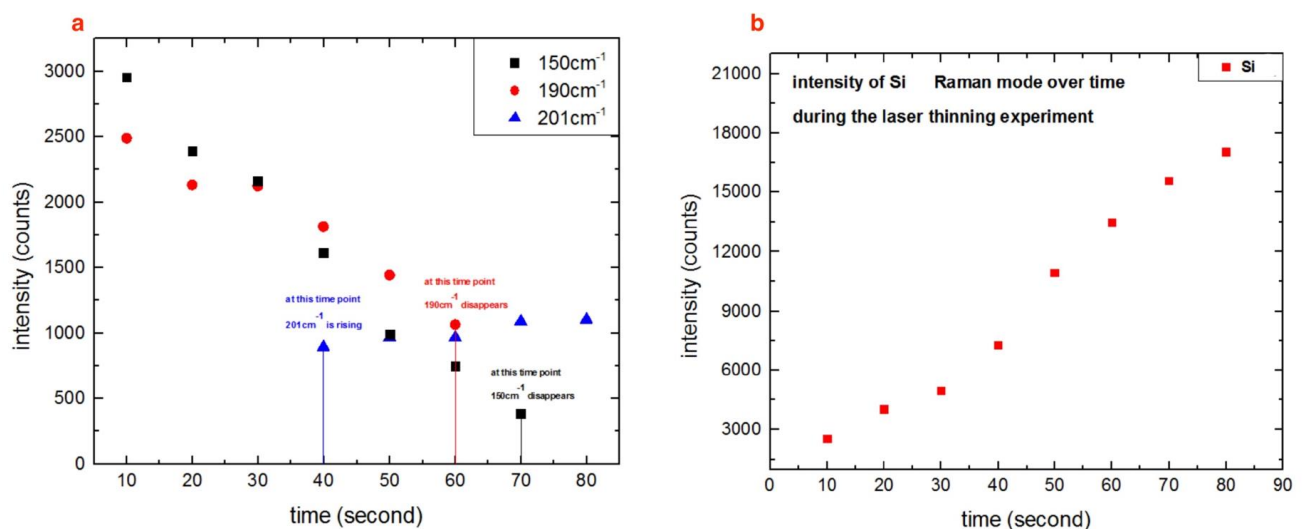 a
3000
2500
2000
1500
1000
500
0
intensity (counts)
150cm-1
190cm-1
201cm-1
at this time point
201cm-1 is rising
at this time point
190cm-1 disappears
at this time point
150cm-1 disappears
10 20 30 40 50 60 70 80
time (second)
b
21000
18000
15000
12000
9000
6000
3000
intensity (counts)
Si
intensity of Si Raman mode over time
during the laser thinning experiment
0 10 20 30 40 50 60 70 80 90
time (second)